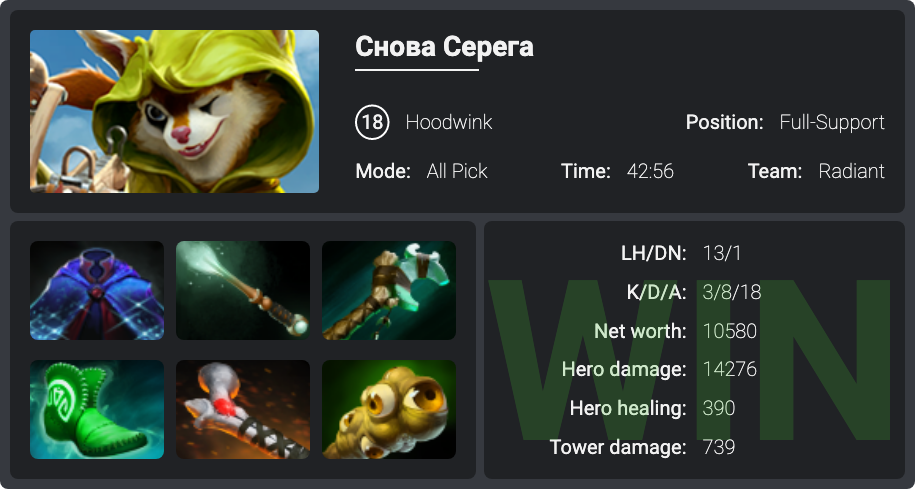 Снова Серега
18 Hoodwink Position: Full-Support
Mode: All Pick Time: 42:56 Team: Radiant
WIN
LH/DN: 13/1
K/D/A: 3/8/18
Net worth: 10580
Hero damage: 14276
Hero healing: 390
Tower damage: 739